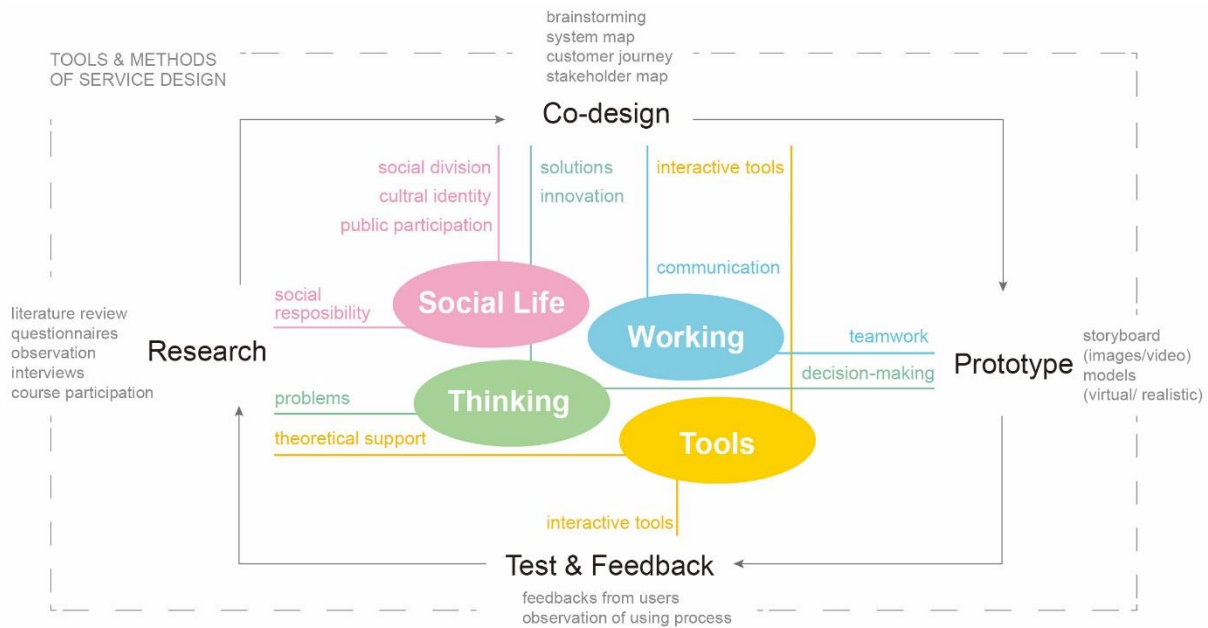 brainstorming
system map
customer journey
stakeholder map
TOOLS & METHODS
OF SERVICE DESIGN
Co-design
social division
cultral identity
public participation
solutions
innovation
interactive tools
communication
social
resposibility
Social Life
Working
literature review
questionnaires
observation
interviews
course participation
Research
teamwork
decision-making
Prototype
storyboard
(images/video)
models
(virtual/ realistic)
problems
Thinking
theoretical support
Tools
interactive tools
Test & Feedback
feedbacks from users
observation of using process